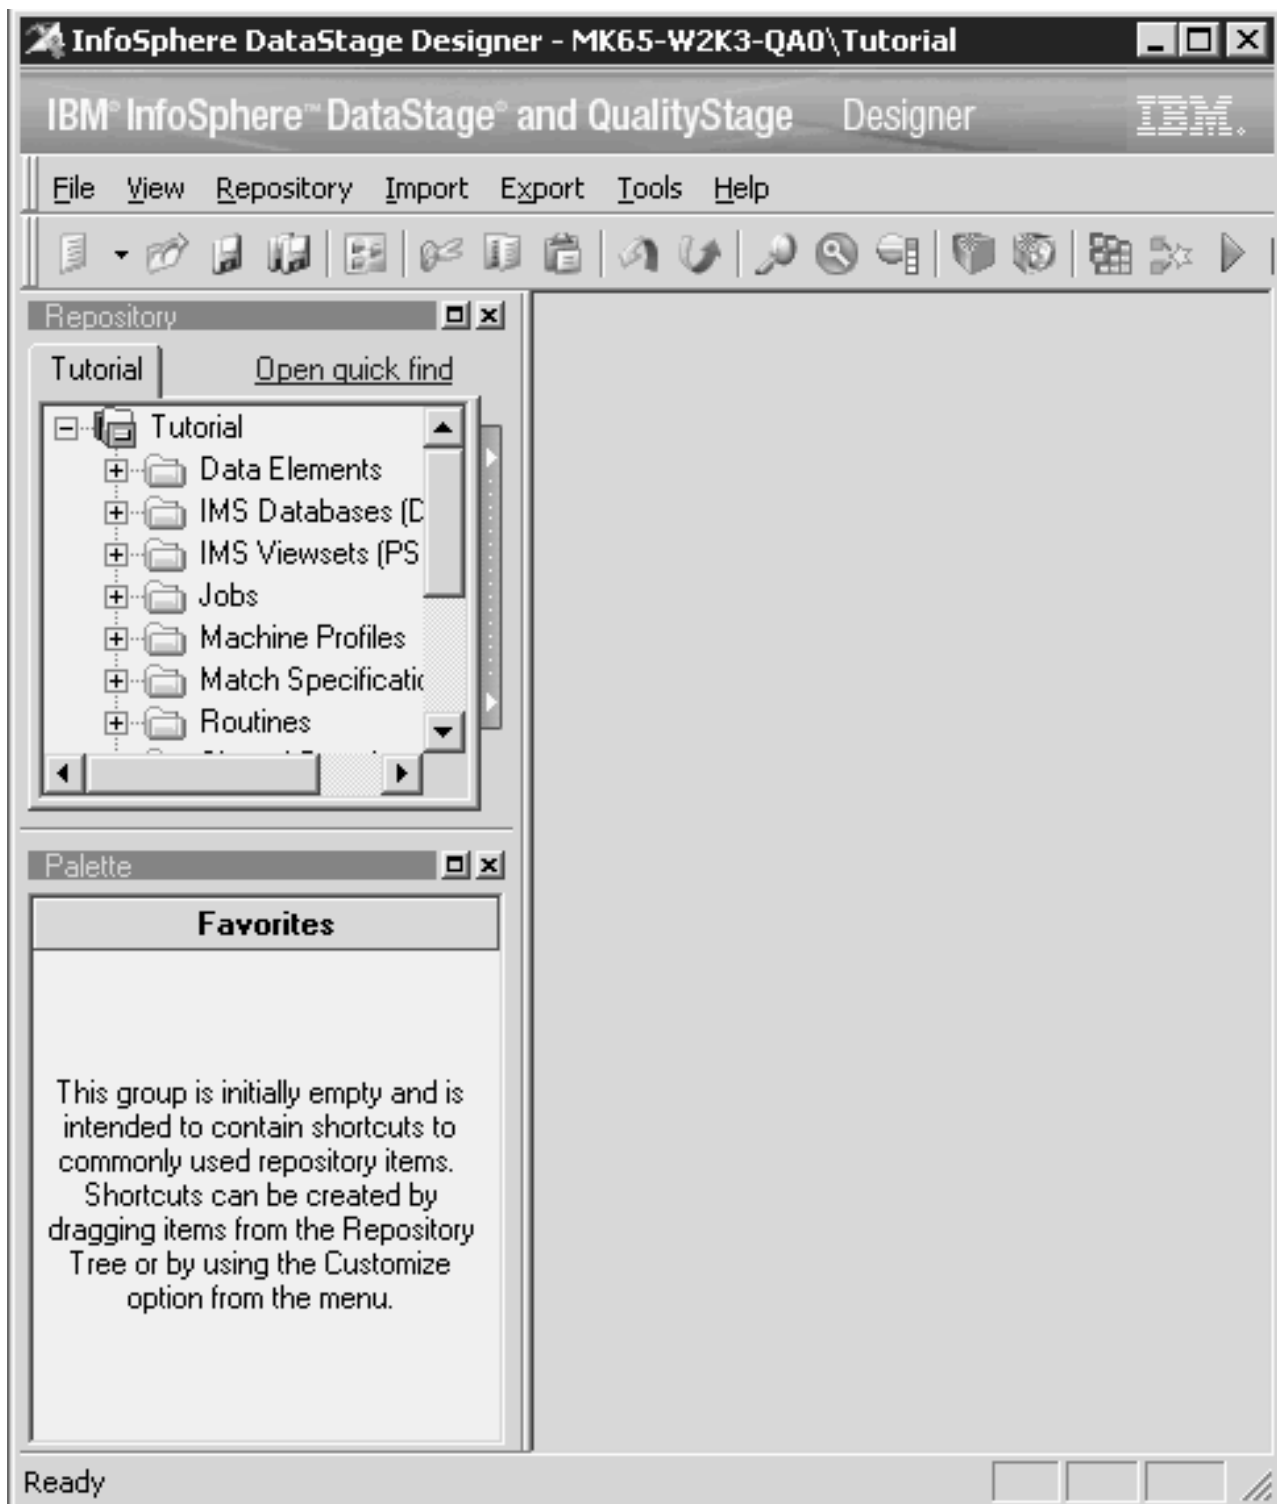 InfoSphere DataStage Designer - MK65-W2K3-QA0\Tutorial
IBM® InfoSphere™ DataStage® and QualityStage Designer
IBM.
File View Repository Import Export Tools Help
Repository
Tutorial Open quick find
Tutorial
Data Elements
IMS Databases (D
IMS Viewsets (PS
Jobs
Machine Profiles
Match Specificatio
Routines
Palette
Favorites
This group is initially empty and is
intended to contain shortcuts to
commonly used repository items.
Shortcuts can be created by
dragging items from the Repository
Tree or by using the Customize
option from the menu.
Ready